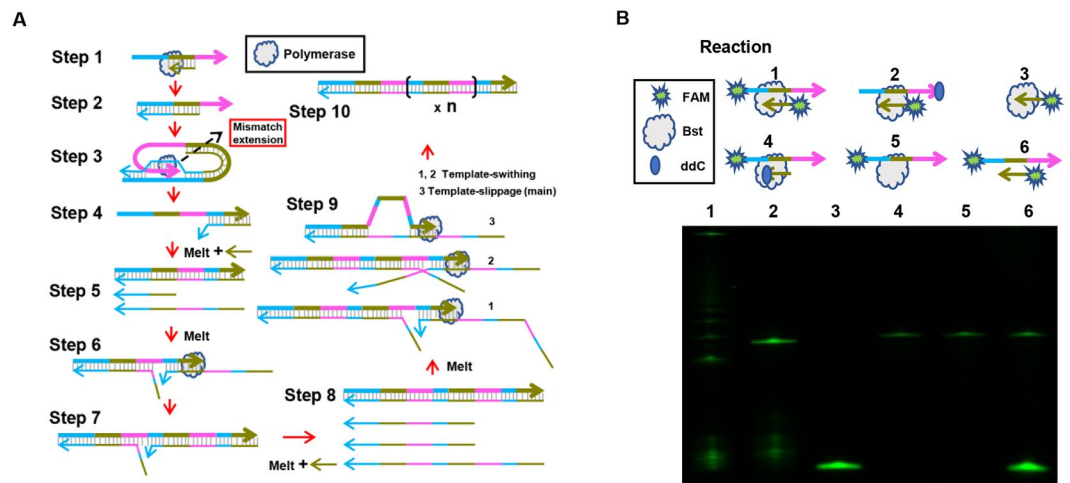 A
Step 1
Polymerase
Step 2
Mismatch
extension
Step 3
Step 4
Melt +
Step 5
Melt
Step 6
Step 7
Melt +
Step 8
Melt
Step 9
1
2
3
1, 2 Template-swithing
3 Template-slippage (main)
Step 10
x n
B
Reaction
FAM
Bst
ddC
1 2 3
4 5 6
1 2 3 4 5 6